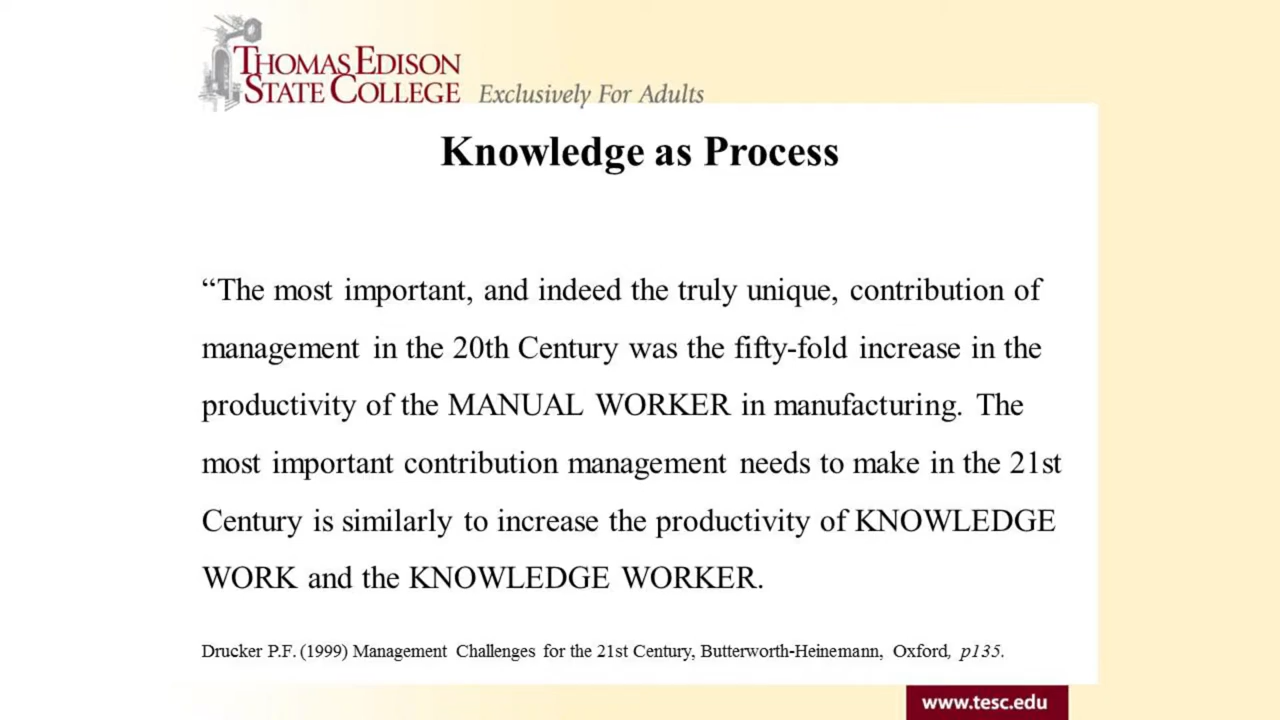 THOMAS EDISON
STATE COLLEGE Exclusively For Adults
Knowledge as Process
“The most important, and indeed the truly unique, contribution of
management in the 20th Century was the fifty-fold increase in the
productivity of the MANUAL WORKER in manufacturing. The
most important contribution management needs to make in the 21st
Century is similarly to increase the productivity of KNOWLEDGE
WORK and the KNOWLEDGE WORKER.
Drucker P.F. (1999) Management Challenges for the 21st Century, Butterworth-Heinemann, Oxford, p135.
www.tesc.edu